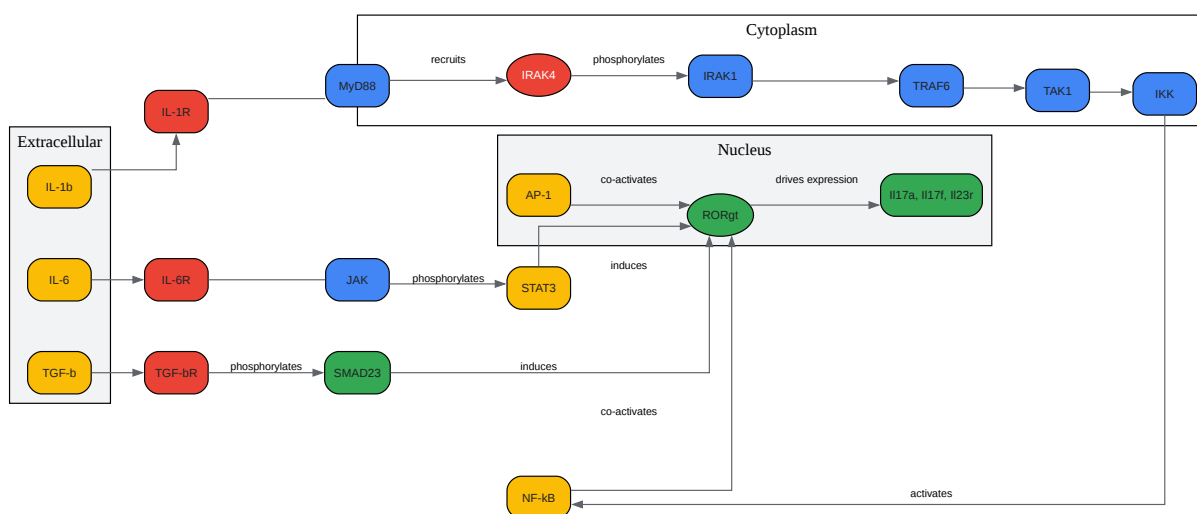 Cytoplasm
recruits
phosphorylates
MyD88
IRAK4
IRAK1
TRAF6
TAK1
IKK
IL-1R
Extracellular
Nucleus
IL-1b
AP-1
co-activates
RORgt
drives expression
Il17a, Il17f, Il23r
induces
IL-6
IL-6R
JAK
phosphorylates
STAT3
TGF-b
TGF-bR
phosphorylates
SMAD23
induces
co-activates
NF-kB
activates